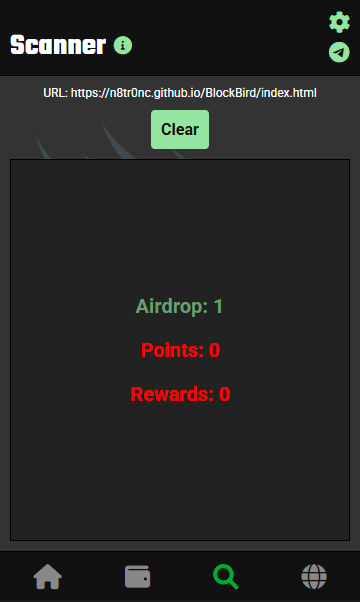 Scanner
URL: https://n8tr0nc.github.io/BlockBird/index.html
Clear
Airdrop: 1
Points: 0
Rewards: 0